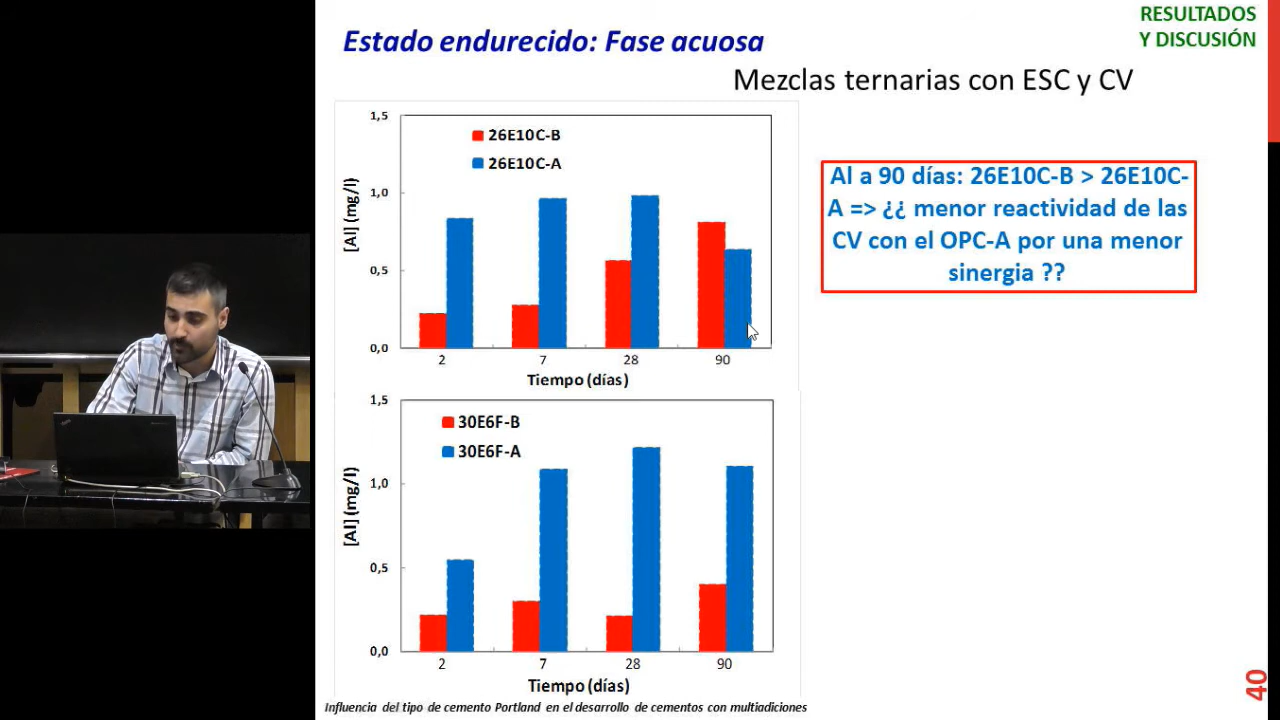 RESULTADOS
Y DISCUSIÓN
Estado endurecido: Fase acuosa
Mezclas ternarias con ESC y CV
1,5
1,0
0,5
0,0
[Al] (mg/l)
26E10C-B
26E10C-A
2 7 28 90
Tiempo (días)
Al a 90 días: 26E10C-B > 26E10C-
A => ¿¿ menor reactividad de las
CV con el OPC-A por una menor
sinergia ??
1,5
1,0
0,5
0,0
[Al] (mg/l)
30E6F-B
30E6F-A
2 7 28 90
Tiempo (días)
Influencia del tipo de cemento Portland en el desarrollo de cementos con multiadiciones
40